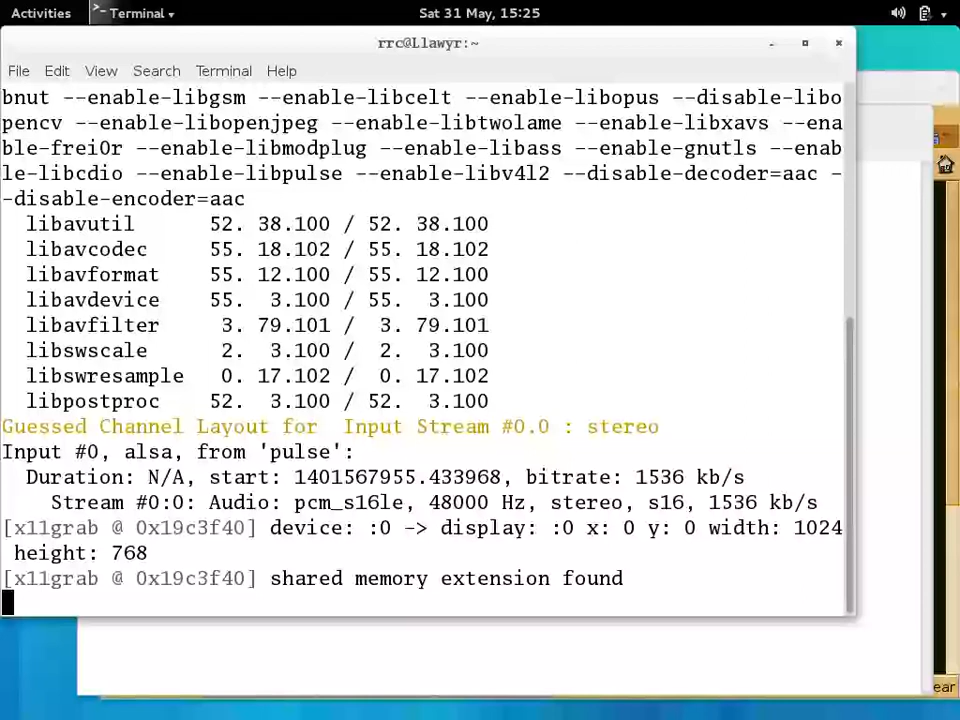 Activities
Terminal
Sat 31 May, 15:25
rrc@Llawyr:~
File Edit View Search Terminal Help
bnut --enable-libgsm --enable-libcelt --enable-libopus --disable-libo
pencv --enable-libopenjpeg --enable-libtwolame --enable-libxavs --ena
ble-frei0r --enable-libmodplug --enable-libass --enable-gnutls --enab
le-libcdio --enable-libpulse --enable-libv4l2 --disable-decoder=aac -
-disable-encoder=aac
libavutil 52. 38.100 / 52. 38.100
libavcodec 55. 18.102 / 55. 18.102
libavformat 55. 12.100 / 55. 12.100
libavdevice 55. 3.100 / 55. 3.100
libavfilter 3. 79.101 / 3. 79.101
libswscale 2. 3.100 / 2. 3.100
libswresample 0. 17.102 / 0. 17.102
libpostproc 52. 3.100 / 52. 3.100
Guessed Channel Layout for Input Stream #0.0 : stereo
Input #0, alsa, from 'pulse':
Duration: N/A, start: 1401567955.433968, bitrate: 1536 kb/s
Stream #0:0: Audio: pcm_s16le, 48000 Hz, stereo, s16, 1536 kb/s
[x11grab @ 0x19c3f40] device: :0 -> display: :0 x: 0 y: 0 width: 1024
height: 768
[x11grab @ 0x19c3f40] shared memory extension found
ear